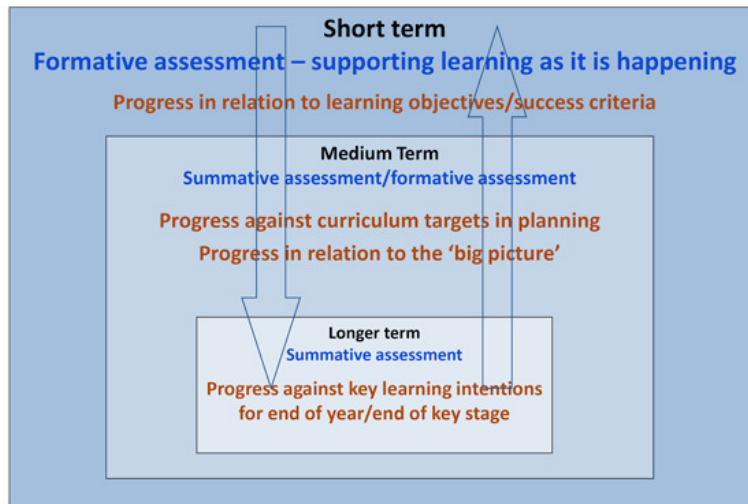 Short term
Formative assessment – supporting learning as it is happening
Progress in relation to learning objectives/success criteria
Medium Term
Summative assessment/formative assessment
Progress against curriculum targets in planning
Progress in relation to the ‘big picture’
Longer term
Summative assessment
Progress against key learning intentions
for end of year/end of key stage